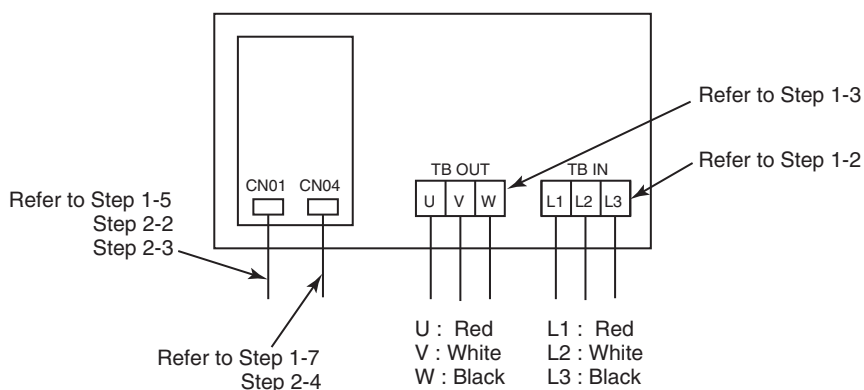 Refer to Step 1-3
TB OUT
TB IN
Refer to Step 1-2
CN01 CN04
U V W
L1 L2 L3
Refer to Step 1-5
Step 2-2
Step 2-3
U : Red
V : White
W : Black
L1 : Red
L2 : White
L3 : Black
Refer to Step 1-7
Step 2-4